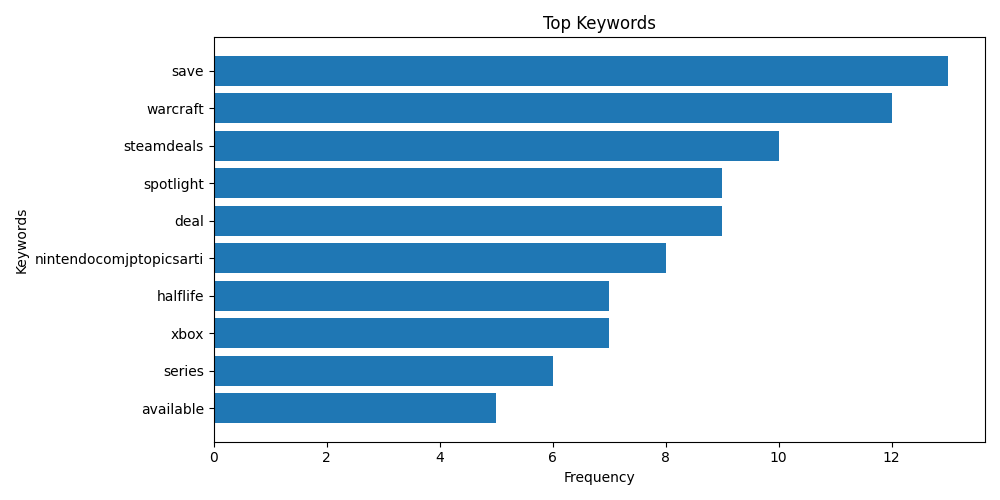 Top Keywords
save
warcraft
steamdeals
spotlight
deal
nintendocomjptopicsarti
halflife
xbox
series
available
Keywords
0 2 4 6 8 10 12
Frequency